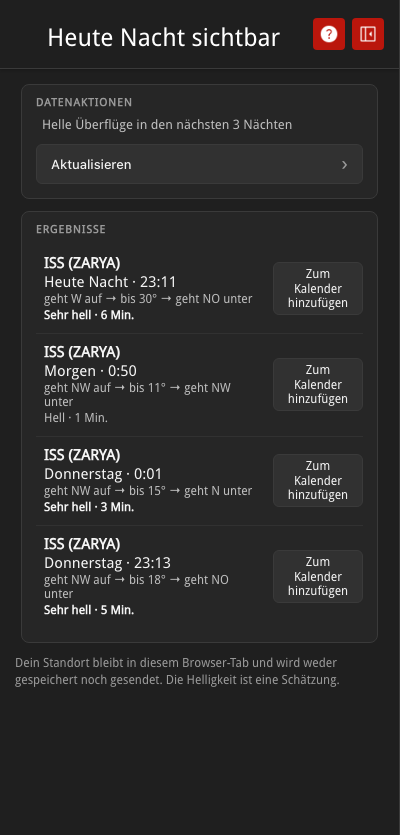 Heute Nacht sichtbar
DATENAKTIONEN
Helle Überflüge in den nächsten 3 Nächten
Aktualisieren
ERGEBNISSE
ISS (ZARYA)
Heute Nacht · 23:11
geht W auf → bis 30° → geht NO unter
Sehr hell · 6 Min.
Zum
Kalender
hinzufügen
ISS (ZARYA)
Morgen · 0:50
geht NW auf → bis 11° → geht NW
unter
Hell · 1 Min.
Zum
Kalender
hinzufügen
ISS (ZARYA)
Donnerstag · 0:01
geht NW auf → bis 15° → geht N unter
Sehr hell · 3 Min.
Zum
Kalender
hinzufügen
ISS (ZARYA)
Donnerstag · 23:13
geht NW auf → bis 18° → geht NO
unter
Sehr hell · 5 Min.
Zum
Kalender
hinzufügen
Dein Standort bleibt in diesem Browser-Tab und wird weder
gespeichert noch gesendet. Die Helligkeit ist eine Schätzung.